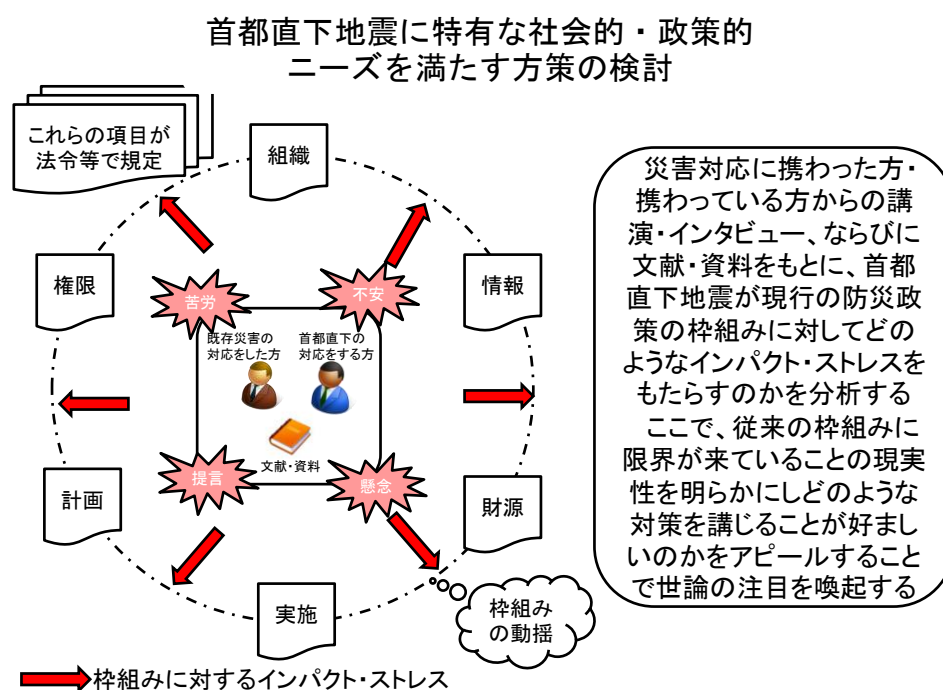 首都直下地震に特有な社会的・政策的
ニーズを満たす方策の検討
これらの項目が
法令等で規定
組織
権限
情報
苦労
不安
既存災害の
対応をした方
首都直下の
対応をする方
文献・資料
提言
懸念
計画
財源
実施
枠組み
の動揺
枠組みに対するインパクト・ストレス
災害対応に携わった方・
携わっている方からの講
演・インタビュー、ならびに
文献・資料をもとに、首都
直下地震が現行の防災政
策の枠組みに対してどの
ようなインパクト・ストレスを
もたらすのかを分析する
ここで、従来の枠組みに
限界が来ていることの現実
性を明らかにしどのような
対策を講じることが好まし
いのかをアピールすること
で世論の注目を喚起する